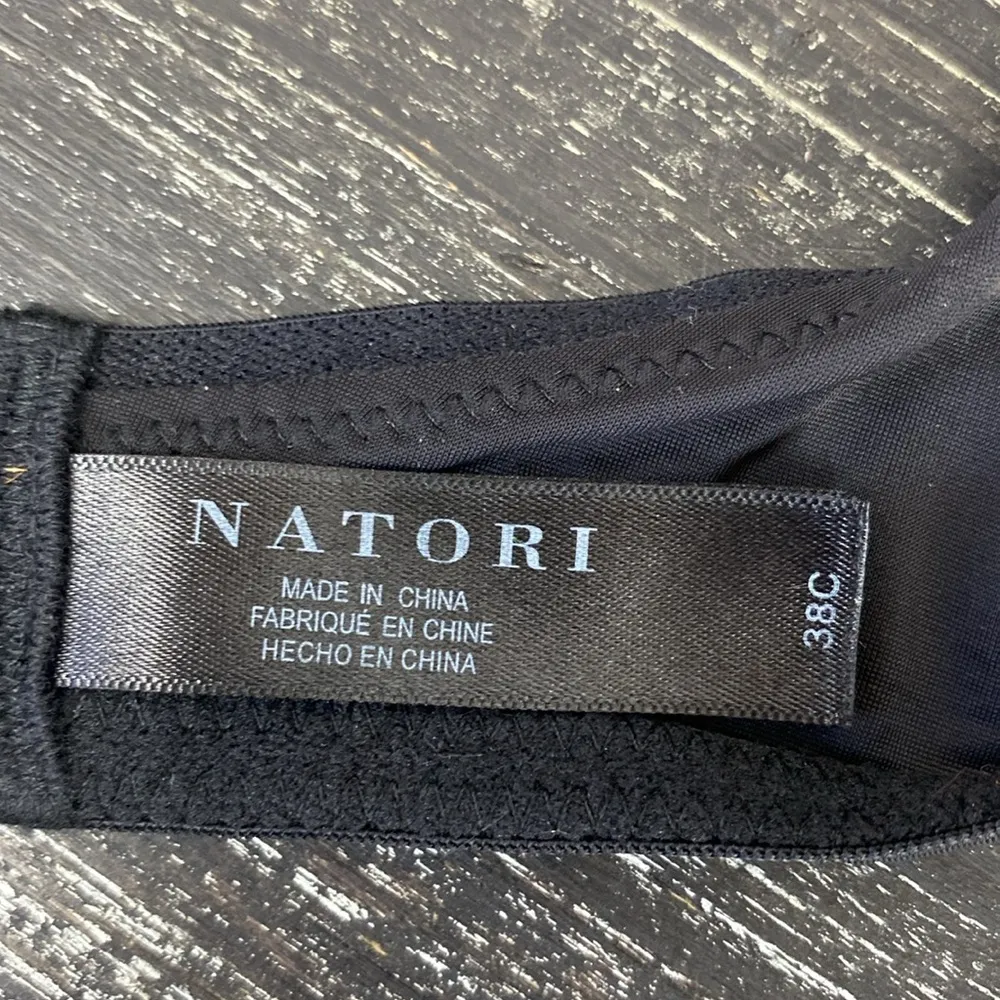 NATORI
MADE IN CHINA
FABRIQUÉ EN CHINE
HECHO EN CHINA
38C